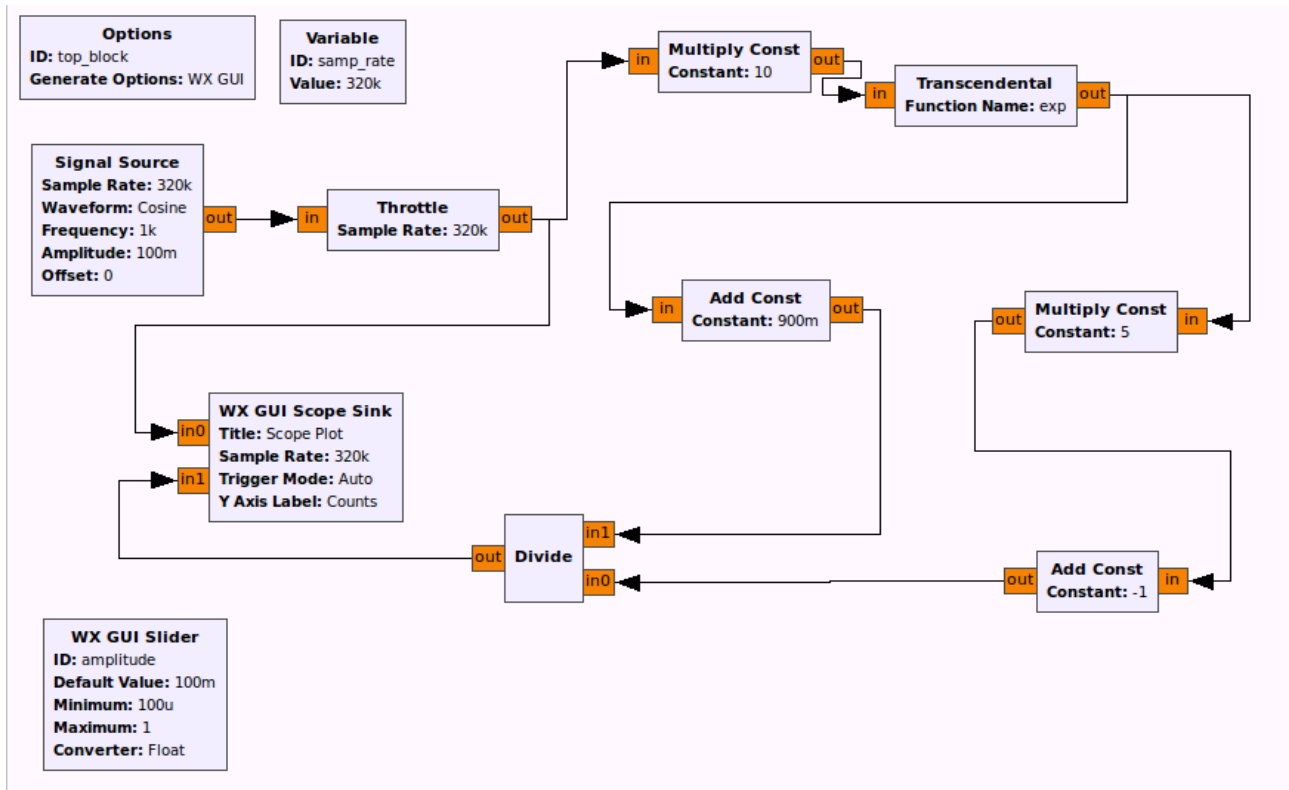 Options
ID: top_block
Generate Options: WX GUI
Variable
ID: samp_rate
Value: 320k
in
Multiply Const
Constant: 10
out
in
Transcendental
Function Name: exp
out
Signal Source
Sample Rate: 320k
Waveform: Cosine
Frequency: 1k
Amplitude: 100m
Offset: 0
out
in
Throttle
Sample Rate: 320k
out
in
Add Const
Constant: 900m
out
out
Multiply Const
Constant: 5
in
in0
in1
WX GUI Scope Sink
Title: Scope Plot
Sample Rate: 320k
Trigger Mode: Auto
Y Axis Label: Counts
out
Divide
in1
in0
out
Add Const
Constant: -1
in
WX GUI Slider
ID: amplitude
Default Value: 100m
Minimum: 100u
Maximum: 1
Converter: Float